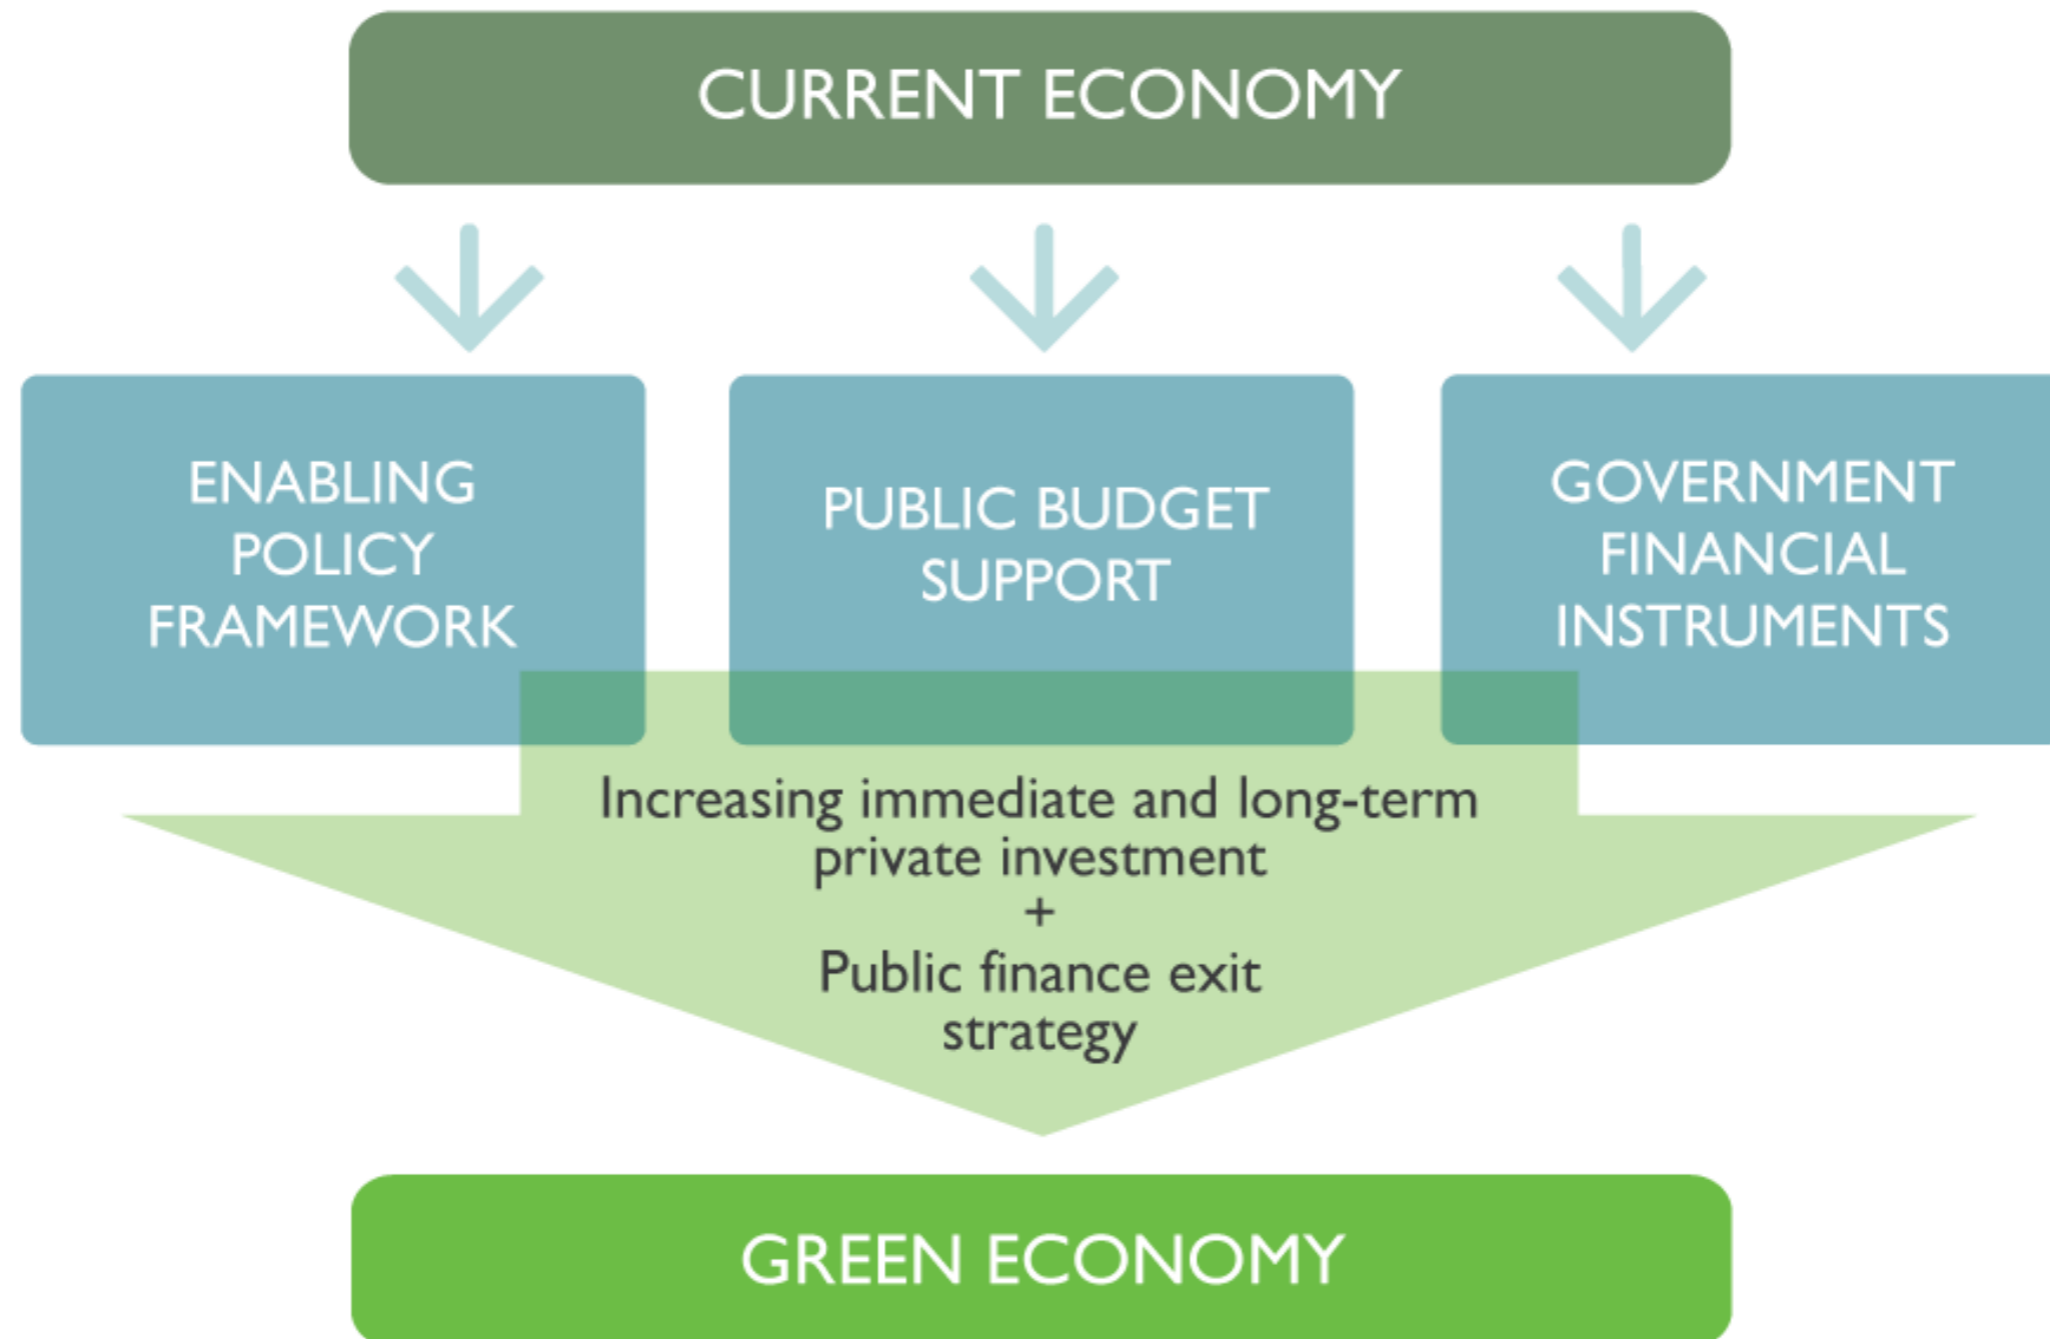 CURRENT ECONOMY
ENABLING
POLICY
FRAMEWORK
PUBLIC BUDGET
SUPPORT
GOVERNMENT
FINANCIAL
INSTRUMENTS
Increasing immediate and long-term
private investment
+
Public finance exit
strategy
GREEN ECONOMY